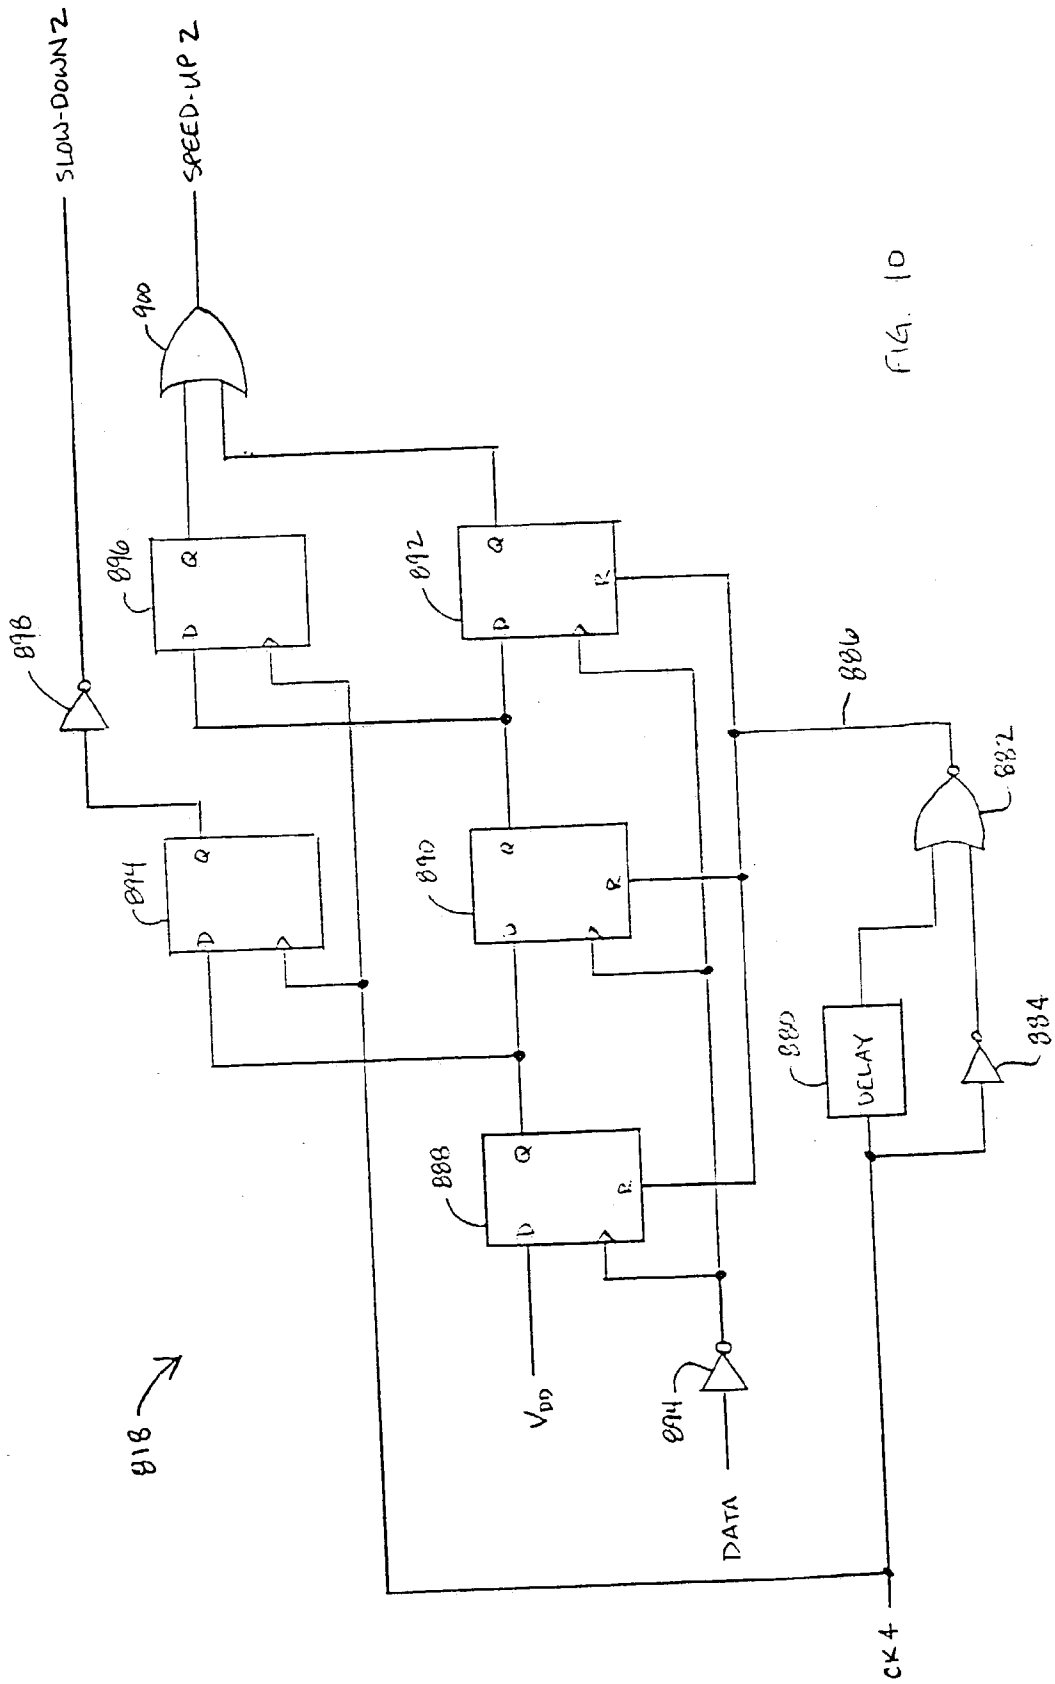 SLOW-DOWN2
SPEED-UP2
898
900
894
D
Q
896
D
Q
888
D
Q
R
890
D
Q
R
892
D
Q
R
818
VDD
894
DATA
CK4
880
DELAY
884
882
886
FIG. 10